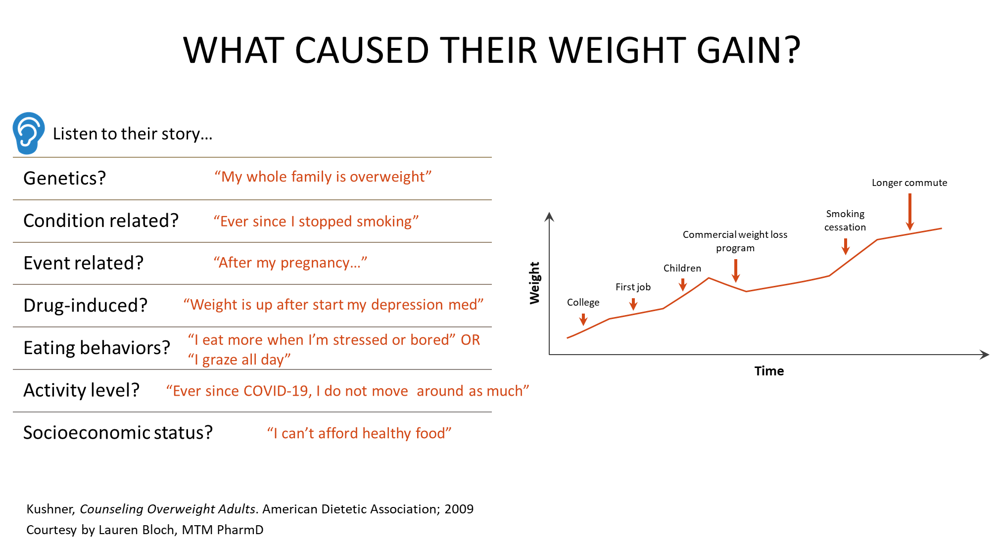 WHAT CAUSED THEIR WEIGHT GAIN?
Listen to their story…
Genetics?
“My whole family is overweight”
Condition related?
“Ever since I stopped smoking”
Event related?
“After my pregnancy…”
Drug-induced?
“Weight is up after start my depression med”
Eating behaviors?
“I eat more when I’m stressed or bored” OR
“I graze all day”
Activity level?
“Ever since COVID-19, I do not move  around as much”
Socioeconomic status?
“I can’t afford healthy food”
Weight
College
First job
Children
Commercial weight loss
program
Smoking
cessation
Longer commute
Time
Kushner, Counseling Overweight Adults. American Dietetic Association; 2009
Courtesy by Lauren Bloch, MTM PharmD